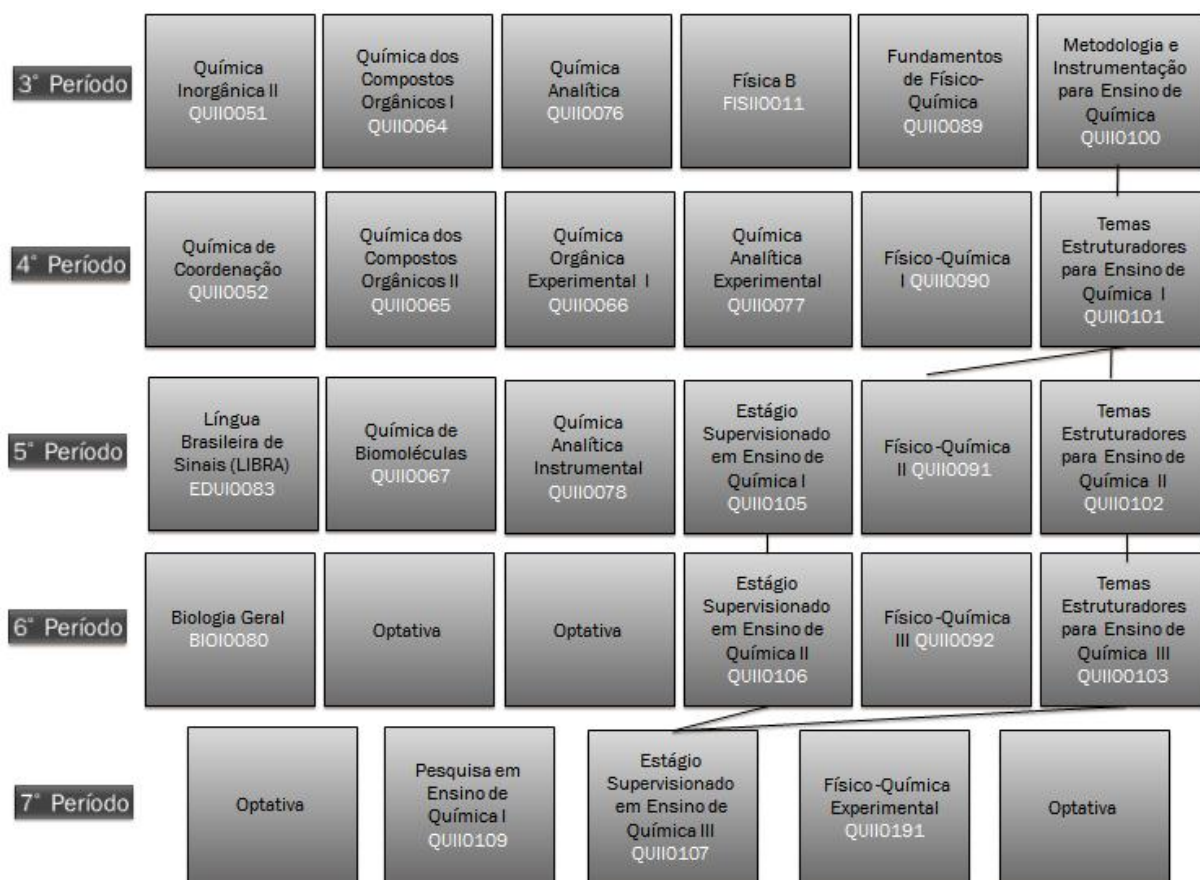 3° Período
Química
Inorgânica II
QUII0051
Química dos
Compostos
Orgânicos I
QUII0064
Química
Analítica
QUII0076
Física B
FISII0011
Fundamentos
de Físico-
Química
QUII0089
Metodologia e
Instrumentação
para Ensino de
Química
QUII0100
4° Período
Química de
Coordenação
QUII0052
Química dos
Compostos
Orgânicos II
QUII0065
Química
Orgânica
Experimental I
QUII0066
Química
Analítica
Experimental
QUII0077
Físico-Química
I QUII0090
Temas
Estruturadores
para Ensino de
Química I
QUII0101
5° Período
Língua
Brasileira de
Sinais (LIBRA)
EDUI0083
Química de
Biomoléculas
QUII0067
Química
Analítica
Instrumental
QUII0078
Estágio
Supervisionado
em Ensino de
Química I
QUII0105
Físico-Química
II QUII0091
Temas
Estruturadores
para Ensino de
Química II
QUII0102
6° Período
Biologia Geral
BIOI0080
Optativa
Optativa
Estágio
Supervisionado
em Ensino de
Química II
QUII0106
Físico-Química
III QUII0092
Temas
Estruturadores
para Ensino de
Química III
QUII00103
7° Período
Optativa
Pesquisa em
Ensino de
Química I
QUII0109
Estágio
Supervisionado
em Ensino de
Química III
QUII0107
Físico-Química
Experimental
QUII0191
Optativa